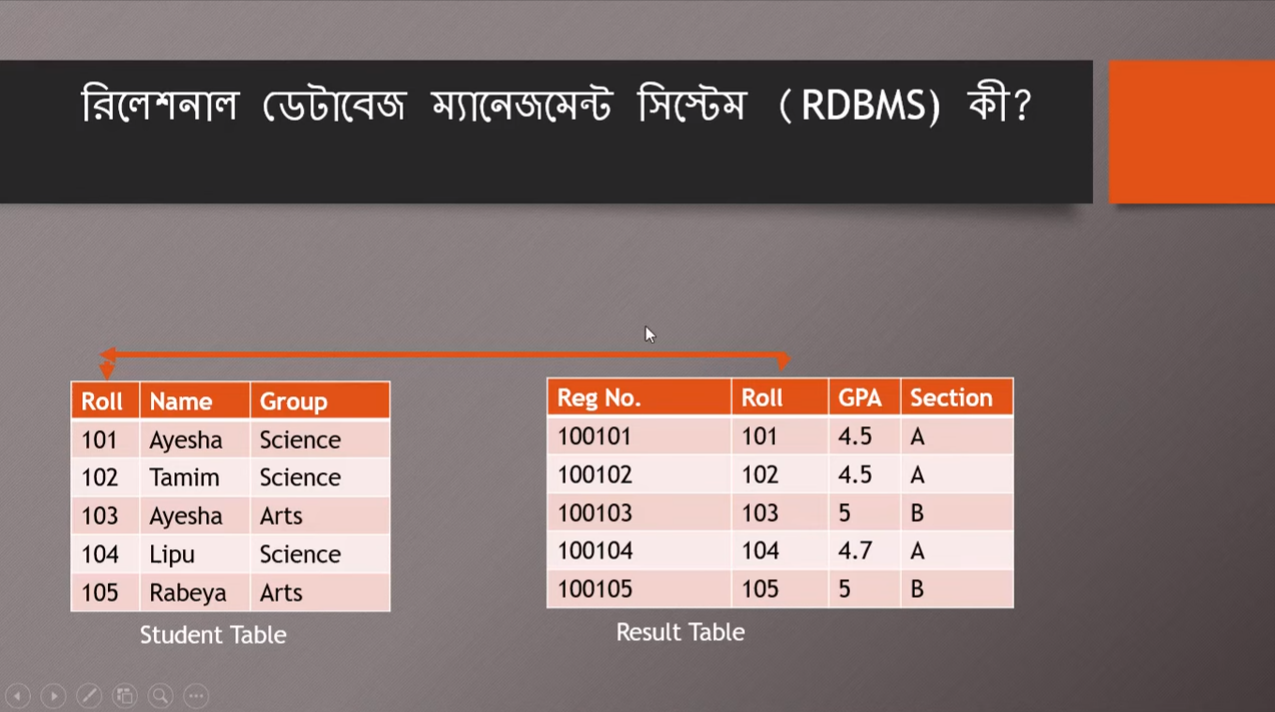 রিলেশনাল ডেটাবেজ ম্যানেজমেন্ট সিস্টেম (RDBMS) কী?
Roll Name Group
101 Ayesha Science
102 Tamim Science
103 Ayesha Arts
104 Lipu Science
105 Rabeya Arts
Student Table
Reg No. Roll GPA Section
100101 101 4.5 A
100102 102 4.5 A
100103 103 5 B
100104 104 4.7 A
100105 105 5 B
Result Table